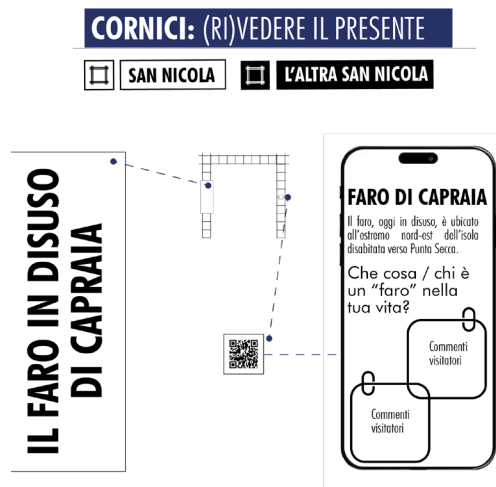 CORNICI: (RI)VEDERE IL PRESENTE
SAN NICOLA
L'ALTRA SAN NICOLA
IL FARO IN DISUSO
DI CAPRAIA
FARO DI CAPRAIA
Il faro, oggi in disuso, è ubicato
all'estremo nord-est dell'isola
disabitata verso Punta Secca.
Che cosa / chi è
un “faro” nella
tua vita?
Commenti
visitatori
Commenti
visitatori